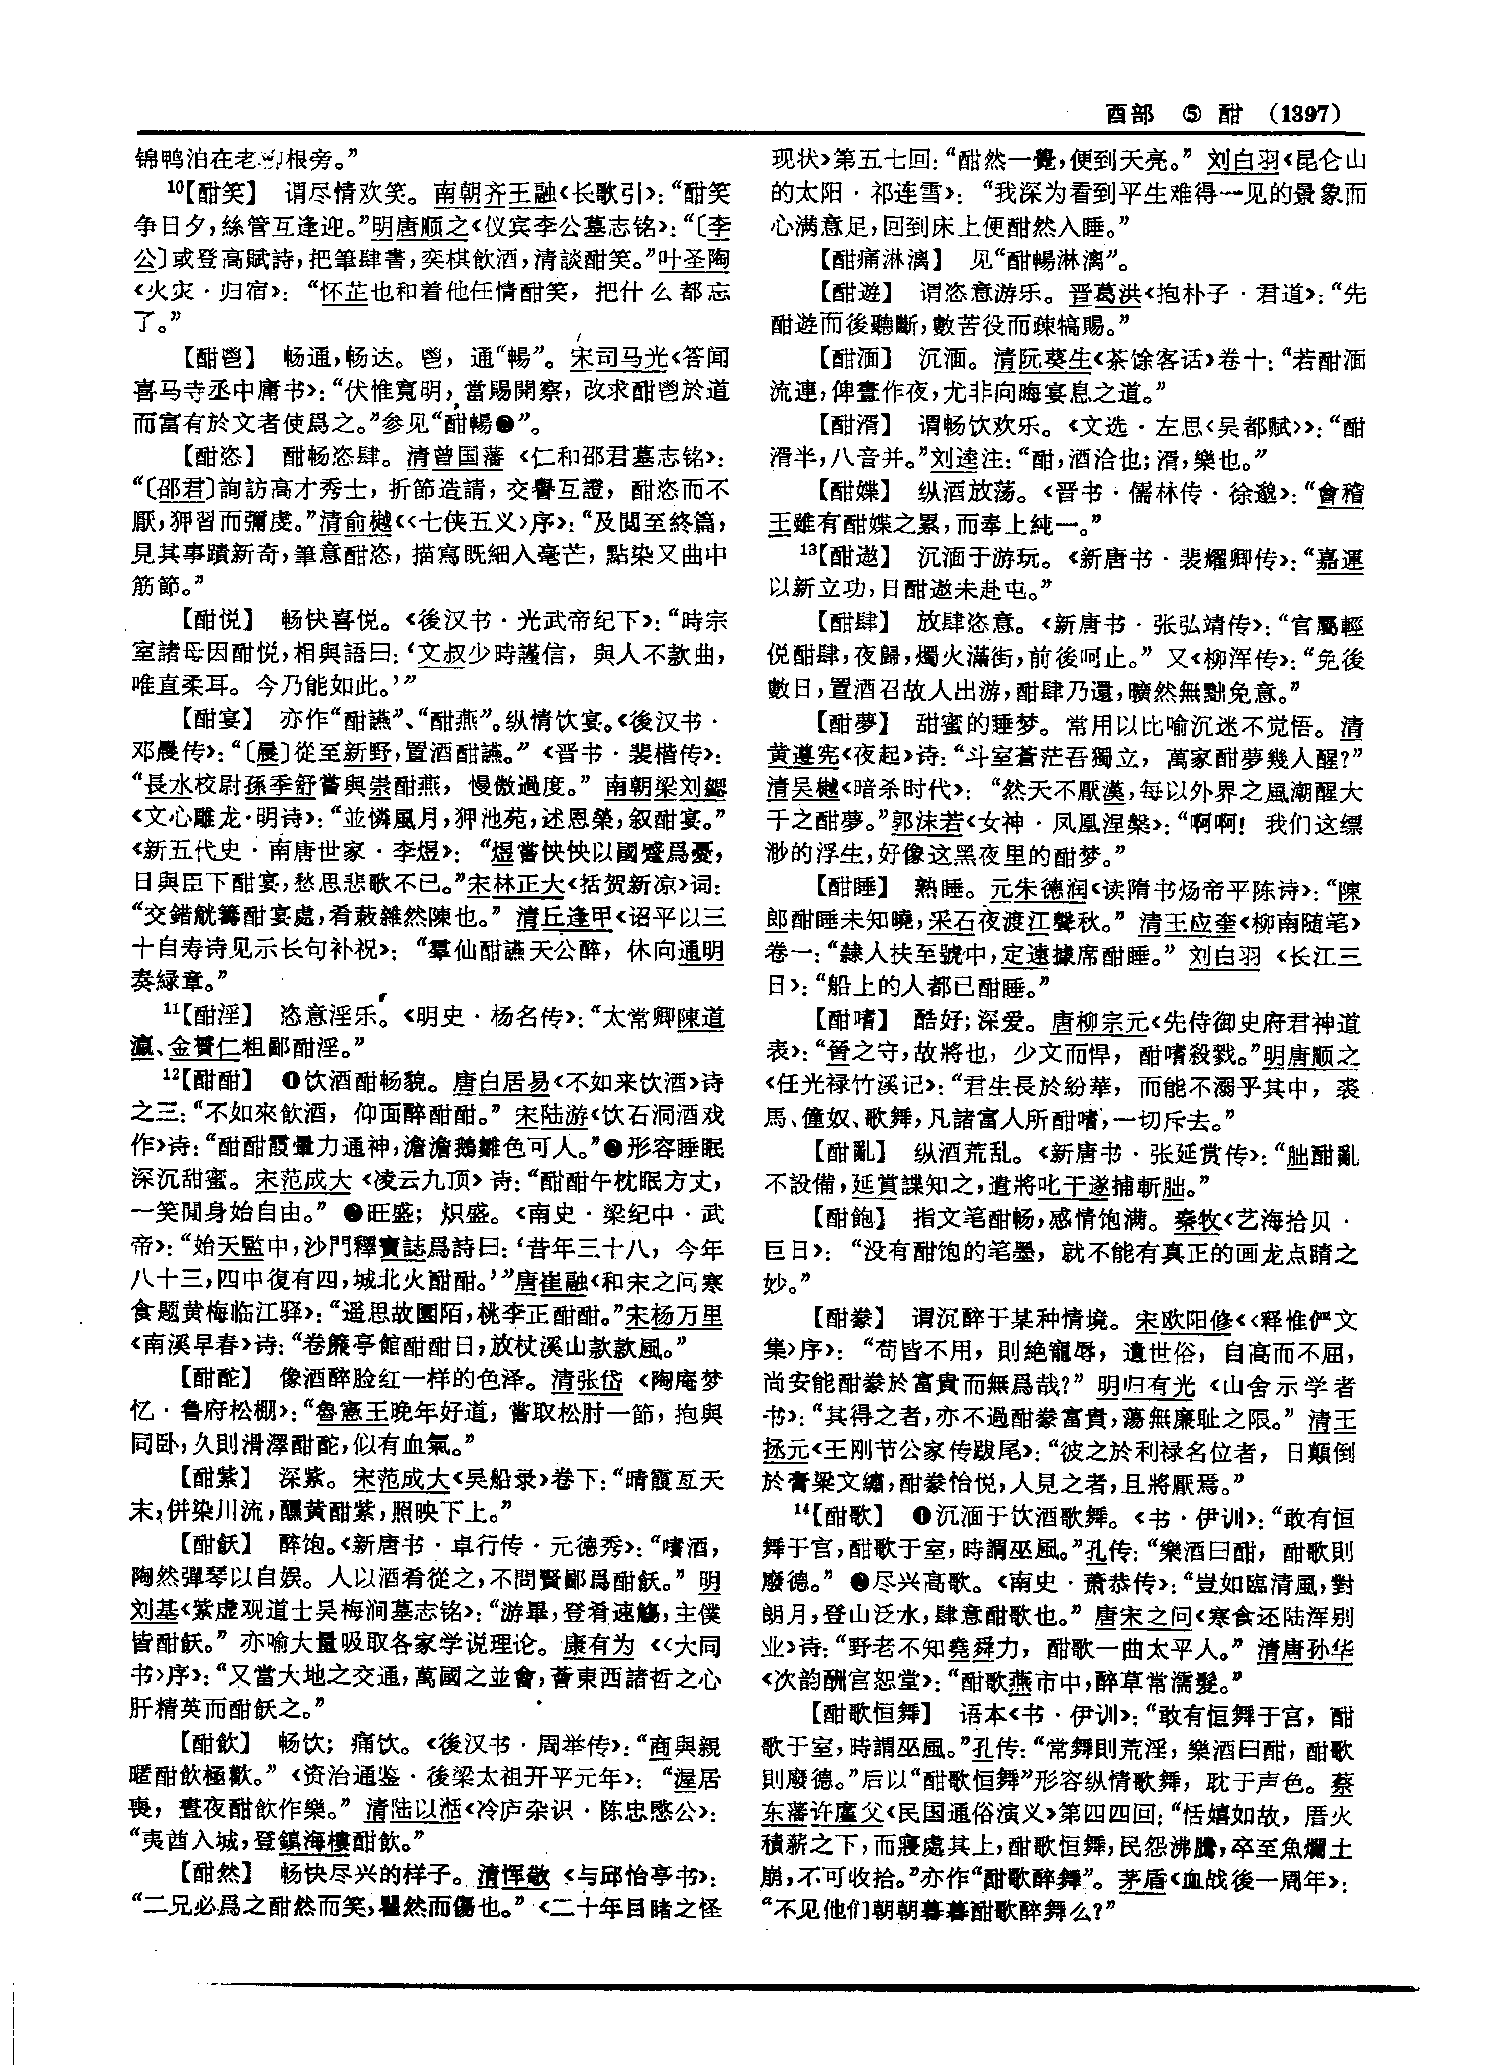 酉部 ⑤ 酣 (1397)
锦鸭泊在老 根旁。”
10【酣笑】 谓尽情欢笑。南朝齐王融《长歌引》：“酣笑
争日夕，絲管互逢迎。”明唐顺之《仪宾李公墓志铭》：“〔李
公〕或登高賦詩，把筆肆書，奕棋飲酒，清談酣笑。”叶圣陶
《火灾·归宿》：“怀芷也和着他任情酣笑，把什么都忘
了。”
【酣鬯】 畅通，畅达。鬯，通“暢”。宋司马光《答闻
喜马寺丞中庸书》：“伏惟寬明，當賜開察，改求酣鬯於道
而富有於文者使爲之。”参见“酣暢❷”。
【酣恣】 酣畅恣肆。清曾国藩《仁和邵君墓志铭》：
“〔邵君〕詢訪高才秀士，折節造請，交譽互證，酣恣而不
厭，狎習而彌虔。”清俞樾《〈七侠五义〉序》：“及閲至終篇，
見其事蹟新奇，筆意酣恣，描寫既細入毫芒，點染又曲中
筋節。”
【酣悦】 畅快喜悦。《後汉书·光武帝纪下》：“時宗
室諸母因酣悦，相與語曰：‘文叔少時謹信，與人不款曲，
唯直柔耳。今乃能如此。’”
【酣宴】 亦作“酣讌”、“酣燕”。纵情饮宴。《後汉书·
邓晨传》：“〔晨〕從至新野，置酒酣讌。”《晋书·裴楷传》：
“長水校尉孫季舒嘗與崇酣燕，慢傲過度。”南朝梁刘勰
《文心雕龙·明诗》：“並憐風月，狎池苑，述恩榮，叙酣宴。”
《新五代史·南唐世家·李煜》：“煜嘗怏怏以國蹙爲憂，
日與臣下酣宴，愁思悲歌不已。”宋林正大《括贺新凉》词：
“交錯觥籌酣宴處，肴蔌雜然陳也。”清丘逢甲《诏平以三
十自寿诗见示长句补祝》：“羣仙酣讌天公醉，休向通明
奏緑章。”
11【酣淫】 恣意淫乐。《明史·杨名传》：“太常卿陳道
瀛、金贇仁粗鄙酣淫。”
12【酣酣】 ❶饮酒酣畅貌。唐白居易《不如来饮酒》诗
之三：“不如來飲酒，仰面醉酣酣。”宋陆游《饮石洞酒戏
作》诗：“酣酣霞暈力通神，澹澹鵝雛色可人。”❷形容睡眠
深沉甜蜜。宋范成大《凌云九顶》诗：“酣酣午枕眠方丈，
一笑閒身始自由。”❸旺盛；炽盛。《南史·梁纪中·武
帝》：“始天監中，沙門釋寶誌爲詩曰：‘昔年三十八，今年
八十三，四中復有四，城北火酣酣。’”唐崔融《和宋之问寒
食题黄梅临江驿》：“遥思故園陌，桃李正酣酣。”宋杨万里
《南溪早春》诗：“卷簾亭館酣酣日，放杖溪山款款風。”
【酣酡】 像酒醉脸红一样的色泽。清张岱《陶庵梦
忆·鲁府松棚》：“魯憲王晚年好道，嘗取松肘一節，抱與
同卧，久則滑澤酣酡，似有血氣。”
【酣紫】 深紫。宋范成大《吴船录》卷下：“晴霞亙天
末，併染川流，醺黄酣紫，照映下上。”
【酣飫】 醉饱。《新唐书·卓行传·元德秀》：“嗜酒，
陶然彈琴以自娱。人以酒肴從之，不問賢鄙爲酣飫。”明
刘基《紫虚观道士吴梅涧墓志铭》：“游畢，登肴速觴，主僕
皆酣飫。”亦喻大量吸取各家学说理论。康有为《〈大同
书〉序》：“又當大地之交通，萬國之並會，薈東西諸哲之心
肝精英而酣飫之。”
【酣飲】 畅饮；痛饮。《後汉书·周举传》：“商與親
暱酣飲極歡。”《资治通鉴·後梁太祖开平元年》：“渥居
喪，晝夜酣飲作樂。”清陆以湉《冷庐杂识·陈忠愍公》：
“夷酋入城，登鎮海樓酣飲。”
【酣然】 畅快尽兴的样子。清恽敬《与邱怡亭书》：
“二兄必爲之酣然而笑，瞿然而傷也。”《二十年目睹之怪
现状》第五七回：“酣然一覺，便到天亮。”刘白羽《昆仑山
的太阳·祁连雪》：“我深为看到平生难得一见的景象而
心满意足，回到床上便酣然入睡。”
【酣痛淋漓】 见“酣暢淋漓”。
【酣遊】 谓恣意游乐。晋葛洪《抱朴子·君道》：“先
酣遊而後聽斷，數苦役而疎犒賜。”
【酣湎】 沉湎。清阮葵生《茶馀客话》卷十：“若酣湎
流連，俾晝作夜，尤非向晦宴息之道。”
【酣湑】 谓畅饮欢乐。《文选·左思〈吴都赋〉》：“酣
湑半，八音并。”刘逵注：“酣，酒洽也；湑，樂也。”
【酣媟】 纵酒放荡。《晋书·儒林传·徐邈》：“會稽
王雖有酣媟之累，而奉上純一。”
13【酣遨】 沉湎于游玩。《新唐书·裴耀卿传》：“嘉運
以新立功，日酣遨未赴屯。”
【酣肆】 放肆恣意。《新唐书·张弘靖传》：“官屬輕
侻酣肆，夜歸，燭火滿街，前後呵止。”又《柳浑传》：“免後
數日，置酒召故人出游，酣肆乃還，曠然無黜免意。”
【酣夢】 甜蜜的睡梦。常用以比喻沉迷不觉悟。清
黄遵宪《夜起》诗：“斗室蒼茫吾獨立，萬家酣夢幾人醒？”
清吴樾《暗杀时代》：“然天不厭漢，每以外界之風潮醒大
千之酣夢。”郭沫若《女神·凤凰涅槃》：“啊啊！我们这缥
渺的浮生，好像这黑夜里的酣梦。”
【酣睡】 熟睡。元朱德润《读隋书炀帝平陈诗》：“陳
郎酣睡未知曉，采石夜渡江聲秋。”清王应奎《柳南随笔》
卷一：“隸人扶至號中，定遠據席酣睡。”刘白羽《长江三
日》：“船上的人都已酣睡。”
【酣嗜】 酷好；深爱。唐柳宗元《先侍御史府君神道
表》：“晉之守，故將也，少文而悍，酣嗜殺戮。”明唐顺之
《任光禄竹溪记》：“君生長於紛華，而能不溺乎其中，裘
馬、僮奴、歌舞，凡諸富人所酣嗜，一切斥去。”
【酣亂】 纵酒荒乱。《新唐书·张延赏传》：“朏酣亂
不設備，延賞諜知之，遣將叱干遂捕斬朏。”
【酣飽】 指文笔酣畅，感情饱满。秦牧《艺海拾贝·
巨日》：“没有酣饱的笔墨，就不能有真正的画龙点睛之
妙。”
【酣豢】 谓沉醉于某种情境。宋欧阳修《〈释惟俨文
集〉序》：“苟皆不用，則絶寵辱，遺世俗，自高而不屈，
尚安能酣豢於富貴而無爲哉？”明归有光《山舍示学者
书》：“其得之者，亦不過酣豢富貴，蕩無廉耻之限。”清王
拯元《王刚节公家传跋尾》：“彼之於利禄名位者，日顛倒
於膏粱文繡，酣豢怡悦，人見之者，且將厭焉。”
14【酣歌】 ❶沉湎于饮酒歌舞。《书·伊训》：“敢有恒
舞于宫，酣歌于室，時謂巫風。”孔传：“樂酒曰酣，酣歌則
廢德。”❷尽兴高歌。《南史·萧恭传》：“豈如臨清風，對
朗月，登山泛水，肆意酣歌也。”唐宋之问《寒食还陆浑别
业》诗：“野老不知堯舜力，酣歌一曲太平人。”清唐孙华
《次韵酬宫恕堂》：“酣歌燕市中，醉草常濡髮。”
【酣歌恒舞】 语本《书·伊训》：“敢有恒舞于宫，酣
歌于室，時謂巫風。”孔传：“常舞則荒淫，樂酒曰酣，酣歌
則廢德。”后以“酣歌恒舞”形容纵情歌舞，耽于声色。蔡
东藩许廑父《民国通俗演义》第四四回：“恬嬉如故，厝火
積薪之下，而寢處其上，酣歌恒舞，民怨沸騰，卒至魚爛土
崩，不可收拾。”亦作“酣歌醉舞”。茅盾《血战後一周年》：
“不见他们朝朝暮暮酣歌醉舞么？”